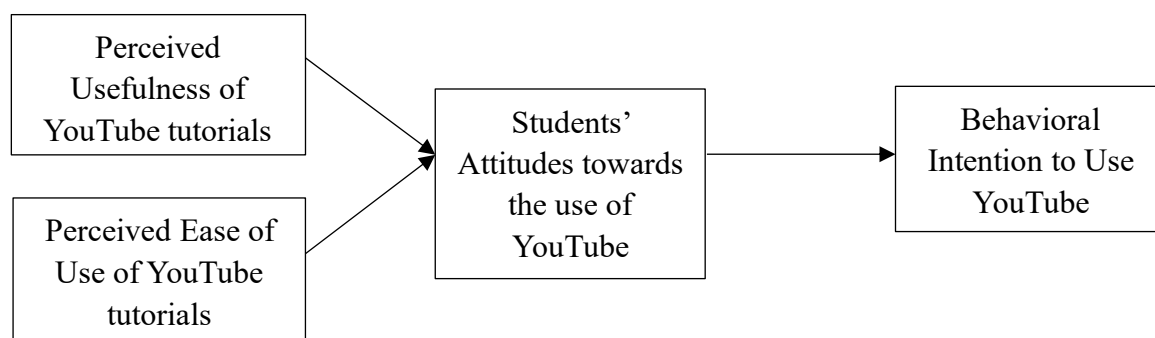 Perceived
Usefulness of
YouTube tutorials
Perceived Ease of
Use of YouTube
tutorials
Students’
Attitudes towards
the use of
YouTube
Behavioral
Intention to Use
YouTube